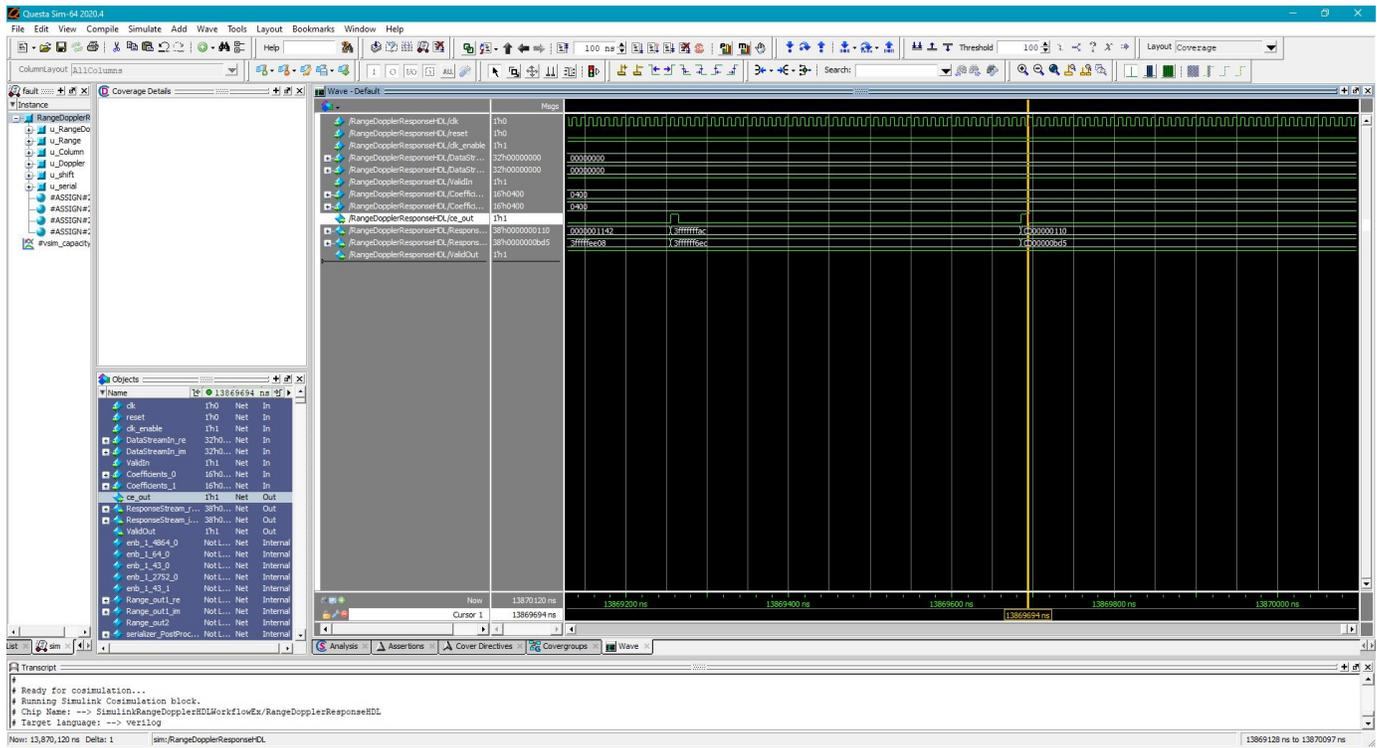 Questa Sim-64 2020.4
File Edit View Compile Simulate Add Wave Tools Layout Bookmarks Window Help
Help 100 ns Threshold 100 Layout Coverage
ColumnLayout AllColumns Search:
fault Coverage Details Wave - Default
Instance
RangeDopplerR
u_RangeDo
u_Range
u_Column
u_Doppler
u_shift
u_serial
#ASSIGN#2
#ASSIGN#2
#ASSIGN#2
#ASSIGN#2
#vsim_capacity
Msgs
/RangeDopplerResponseHDL/clk 1'h0
/RangeDopplerResponseHDL/reset 1'h0
/RangeDopplerResponseHDL/clk_enable 1'h1
/RangeDopplerResponseHDL/DataStr... 32'h00000000 00000000
/RangeDopplerResponseHDL/DataStr... 32'h00000000 00000000
/RangeDopplerResponseHDL/ValidIn 1'h1
/RangeDopplerResponseHDL/Coeffici... 16'h0400 0400
/RangeDopplerResponseHDL/Coeffici... 16'h0400 0400
/RangeDopplerResponseHDL/ce_out 1'h1
/RangeDopplerResponseHDL/Respons... 38'h0000000110 0000001142 3fffffffac 000000110
/RangeDopplerResponseHDL/Respons... 38'h0000000bd5 3fffffee08 3ffffff6ec 00000bd5
/RangeDopplerResponseHDL/ValidOut 1'h1
Objects
Name 13869694 ns
clk 1'h0 Net In
reset 1'h0 Net In
clk_enable 1'h1 Net In
DataStreamIn_re 32'h0... Net In
DataStreamIn_im 32'h0... Net In
ValidIn 1'h1 Net In
Coefficients_0 16'h0... Net In
Coefficients_1 16'h0... Net In
ce_out 1'h1 Net Out
ResponseStream_r... 38'h0... Net Out
ResponseStream_i... 38'h0... Net Out
ValidOut 1'h1 Net Out
enb_1_4864_0 Not L... Net Internal
enb_1_64_0 Not L... Net Internal
enb_1_43_0 Not L... Net Internal
enb_1_2752_0 Not L... Net Internal
enb_1_43_1 Not L... Net Internal
Range_out1_re Not L... Net Internal
Range_out1_im Not L... Net Internal
Range_out2 Not L... Net Internal
serializer_PostProc... Not L... Net Internal
Now 13870120 ns 13869200 ns 13869400 ns 13869600 ns 13869800 ns 13870000 ns
Cursor 1 13869694 ns 13869694 ns
List sim Analysis Assertions Cover Directives Covergroups Wave
Transcript
#
# Ready for cosimulation...
# Running Simulink Cosimulation block.
# Chip Name: --> SimulinkRangeDopplerHDLWorkflowEx/RangeDopplerResponseHDL
# Target language: --> verilog
Now: 13,870,120 ns Delta: 1 sim:/RangeDopplerResponseHDL 13869128 ns to 13870097 ns